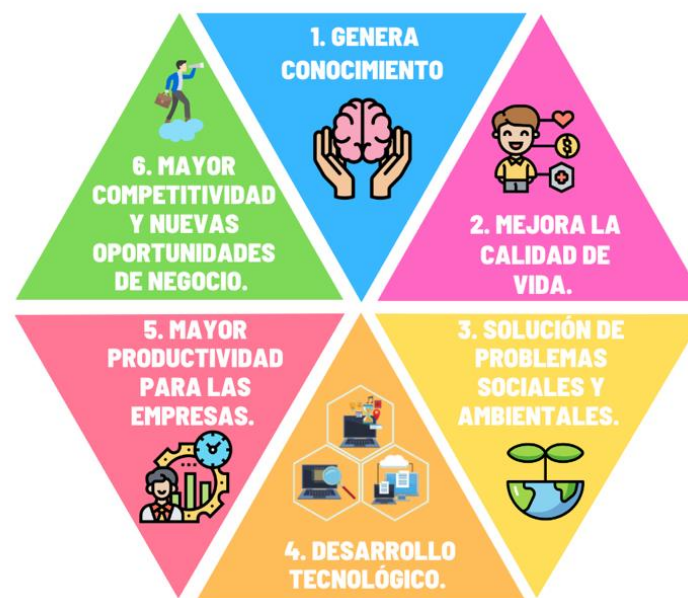 1. GENERA
CONOCIMIENTO
2. MEJORA LA
CALIDAD DE
VIDA.
3. SOLUCIÓN DE
PROBLEMAS
SOCIALES Y
AMBIENTALES.
4. DESARROLLO
TECNOLÓGICO.
5. MAYOR
PRODUCTIVIDAD
PARA LAS
EMPRESAS.
6. MAYOR
COMPETITIVIDAD
Y NUEVAS
OPORTUNIDADES
DE NEGOCIO.